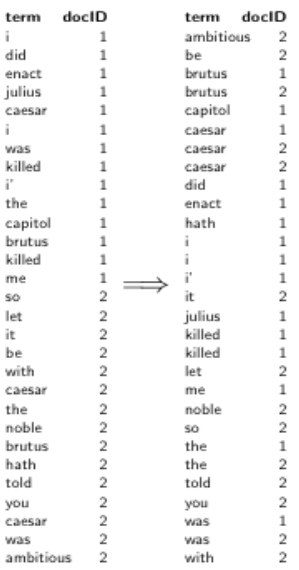 term docID
i 1
did 1
enact 1
julius 1
caesar 1
i 1
was 1
killed 1
i' 1
the 1
capitol 1
brutus 1
killed 1
me 1
so 2
let 2
it 2
be 2
with 2
caesar 2
the 2
noble 2
brutus 2
hath 2
told 2
you 2
caesar 2
was 2
ambitious 2
⟹
term docID
ambitious 2
be 2
brutus 1
brutus 2
capitol 1
caesar 1
caesar 2
caesar 2
did 1
enact 1
hath 1
i 1
i 1
i' 1
it 2
julius 1
killed 1
killed 1
let 2
me 1
noble 2
so 2
the 1
the 2
told 2
you 2
was 1
was 2
with 2